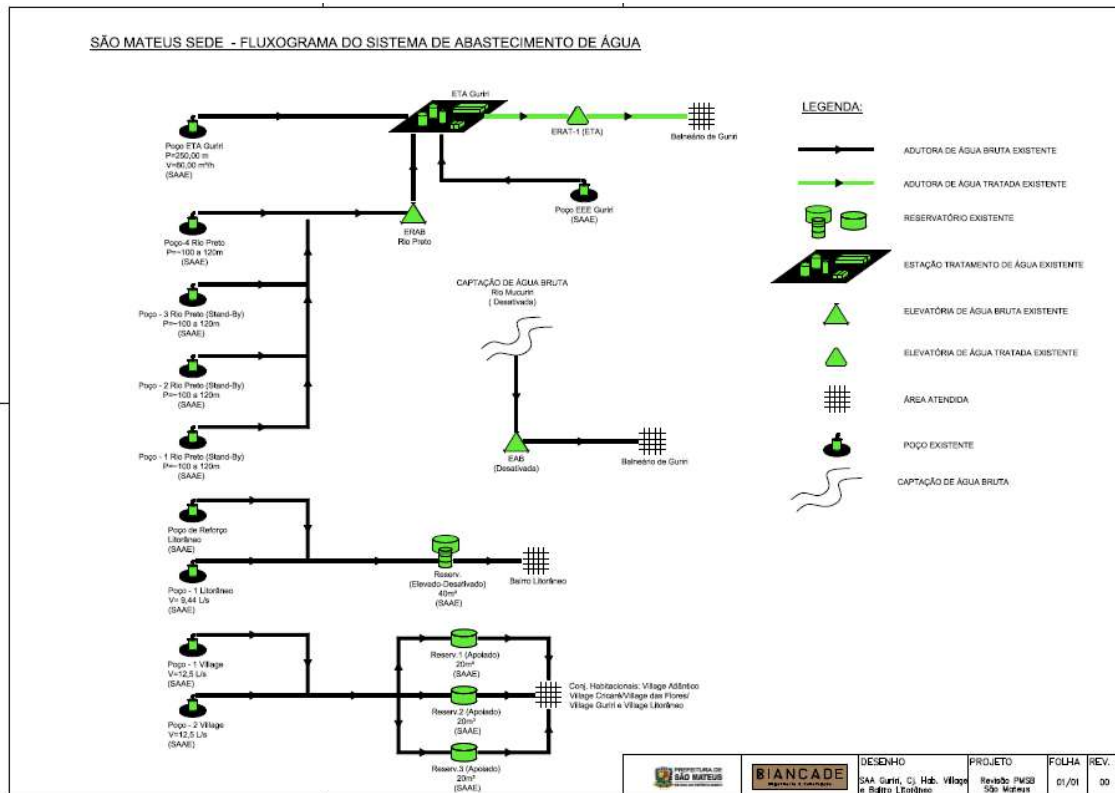 SÃO MATEUS SEDE - FLUXOGRAMA DO SISTEMA DE ABASTECIMENTO DE ÁGUA
ETA Guriri
ERAT-1 (ETA)
Balneário de Guriri
Poço ETA Guriri
P=250,00 m
V=80,00 m³/h
(SAAE)
Poço EEE Guriri
(SAAE)
ERAB
Rio Preto
Poço-4 Rio Preto
P=~100 a 120m
(SAAE)
Poço - 3 Rio Preto (Stand-By)
P=~100 a 120m
(SAAE)
Poço - 2 Rio Preto (Stand-By)
P=~100 a 120m
(SAAE)
Poço - 1 Rio Preto (Stand-By)
P=~100 a 120m
(SAAE)
CAPTAÇÃO DE ÁGUA BRUTA
Rio Mucuriri
( Desativada)
EAB
(Desativada)
Balneário de Guriri
Poço de Reforço
Litorâneo
(SAAE)
Poço - 1 Litorâneo
V= 9,44 L/s
(SAAE)
Reserv.
(Elevado-Desativado)
40m³
(SAAE)
Bairro Litorâneo
Poço - 1 Village
V=12,5 L/s
(SAAE)
Poço - 2 Village
V=12,5 L/s
(SAAE)
Reserv.1 (Apoiado)
20m³
(SAAE)
Reserv.2 (Apoiado)
20m³
(SAAE)
Reserv.3 (Apoiado)
20m³
(SAAE)
Conj. Habitacionais: Village Atlântico
Village Cricaré/Village das Flores/
Village Guriri e Village Litorâneo
LEGENDA:
ADUTORA DE ÁGUA BRUTA EXISTENTE
ADUTORA DE ÁGUA TRATADA EXISTENTE
RESERVATÓRIO EXISTENTE
ESTAÇÃO TRATAMENTO DE ÁGUA EXISTENTE
ELEVATÓRIA DE ÁGUA BRUTA EXISTENTE
ELEVATÓRIA DE ÁGUA TRATADA EXISTENTE
ÁREA ATENDIDA
POÇO EXISTENTE
CAPTAÇÃO DE ÁGUA BRUTA
PREFEITURA DE
SÃO MATEUS
BIANCADE
DESENHO
SAA Guriri, Cj. Hab. Village
e Bairro Litorâneo
PROJETO
Revisão PMSB
São Mateus
FOLHA
01/01
REV.
00